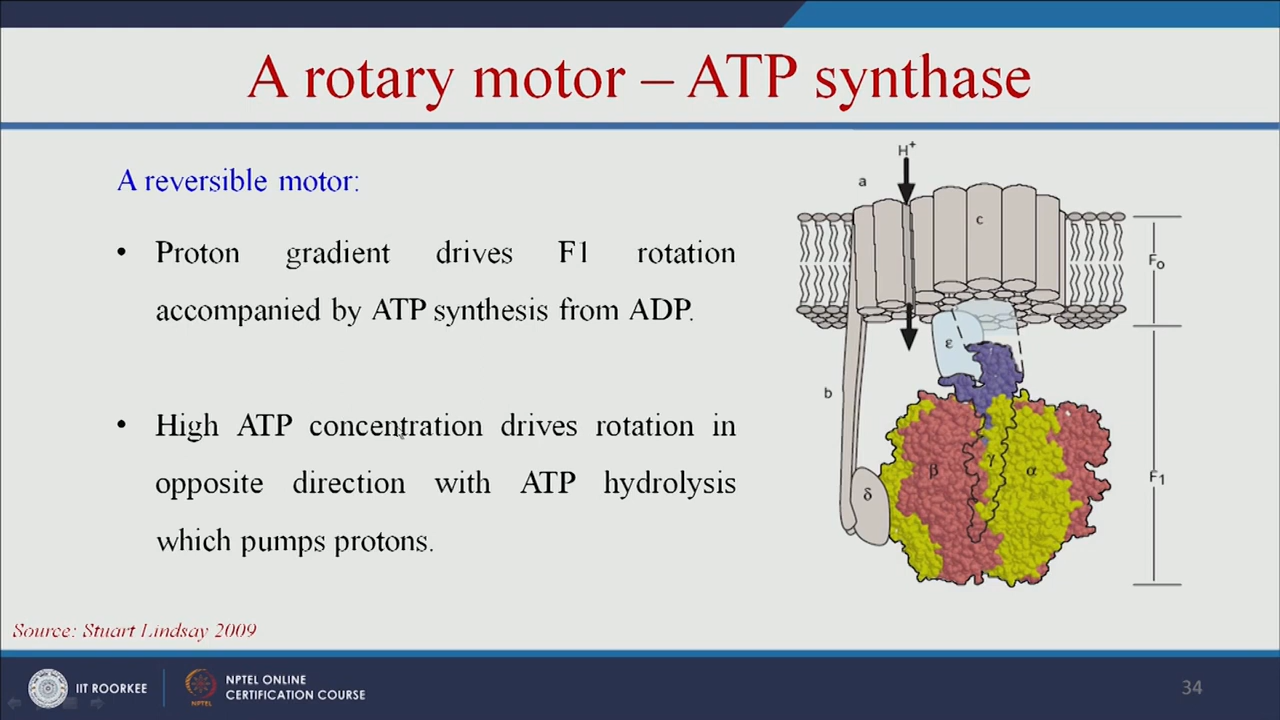 A rotary motor – ATP synthase
A reversible motor:
• Proton gradient drives F1 rotation
accompanied by ATP synthesis from ADP.
• High ATP concentration drives rotation in
opposite direction with ATP hydrolysis
which pumps protons.
H⁺
a
c
F₀
ε
b
β
γ
α
δ
F₁
Source: Stuart Lindsay 2009
IIT ROORKEE
NPTEL
NPTEL ONLINE
CERTIFICATION COURSE
34